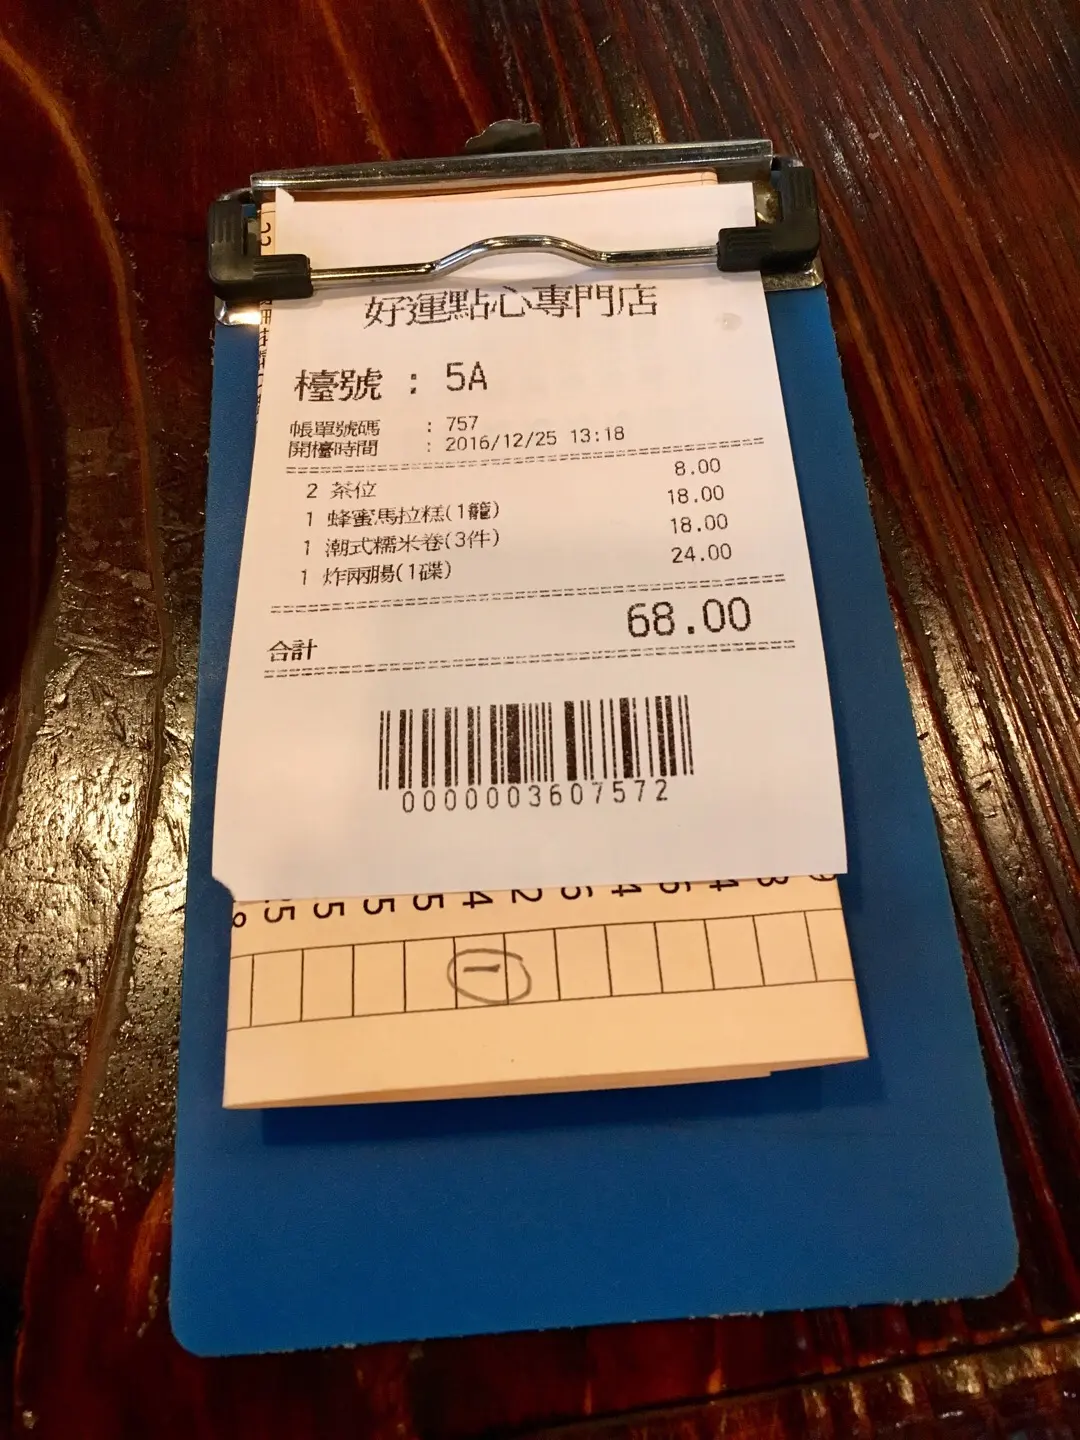 好運點心專門店
檯號 : 5A
帳單號碼 : 757
開檯時間 : 2016/12/25 13:18
2 茶位 8.00
1 蜂蜜馬拉糕(1籠) 18.00
1 潮式糯米卷(3件) 18.00
1 炸兩腸(1碟) 24.00
合計 68.00
0000003607572